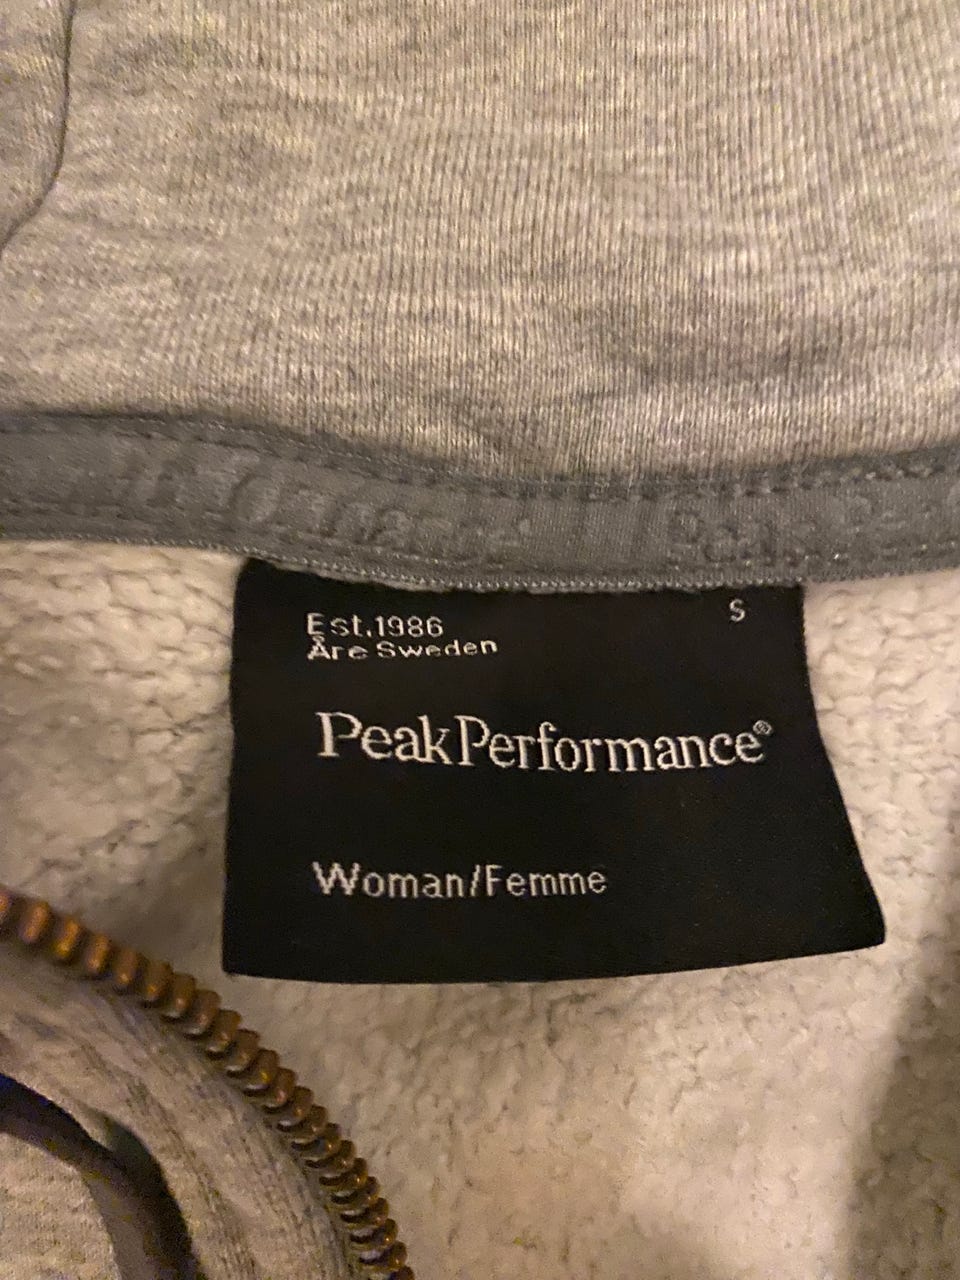 Est.1986
S
Åre Sweden
PeakPerformance®
Woman/Femme